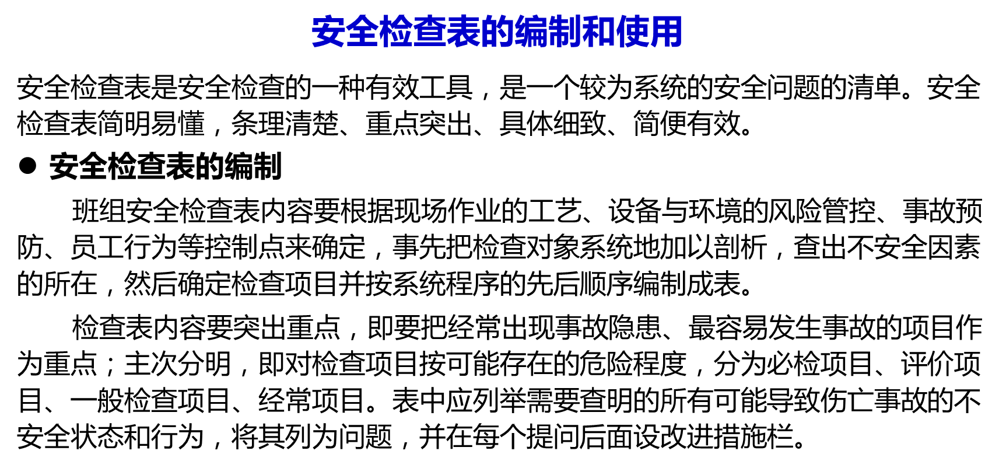 安全检查表的编制和使用
安全检查表是安全检查的一种有效工具，是一个较为系统的安全问题的清单。安全
检查表简明易懂，条理清楚、重点突出、具体细致、简便有效。
● 安全检查表的编制
班组安全检查表内容要根据现场作业的工艺、设备与环境的风险管控、事故预
防、员工行为等控制点来确定，事先把检查对象系统地加以剖析，查出不安全因素
的所在，然后确定检查项目并按系统程序的先后顺序编制成表。
检查表内容要突出重点，即要把经常出现事故隐患、最容易发生事故的项目作
为重点；主次分明，即对检查项目按可能存在的危险程度，分为必检项目、评价项
目、一般检查项目、经常项目。表中应列举需要查明的所有可能导致伤亡事故的不
安全状态和行为，将其列为问题，并在每个提问后面设改进措施栏。